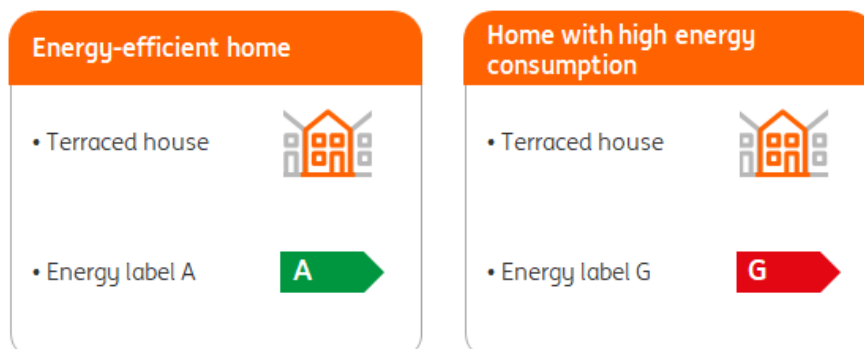 Energy-efficient home
• Terraced house
• Energy label A
A
Home with high energy
consumption
• Terraced house
• Energy label G
G